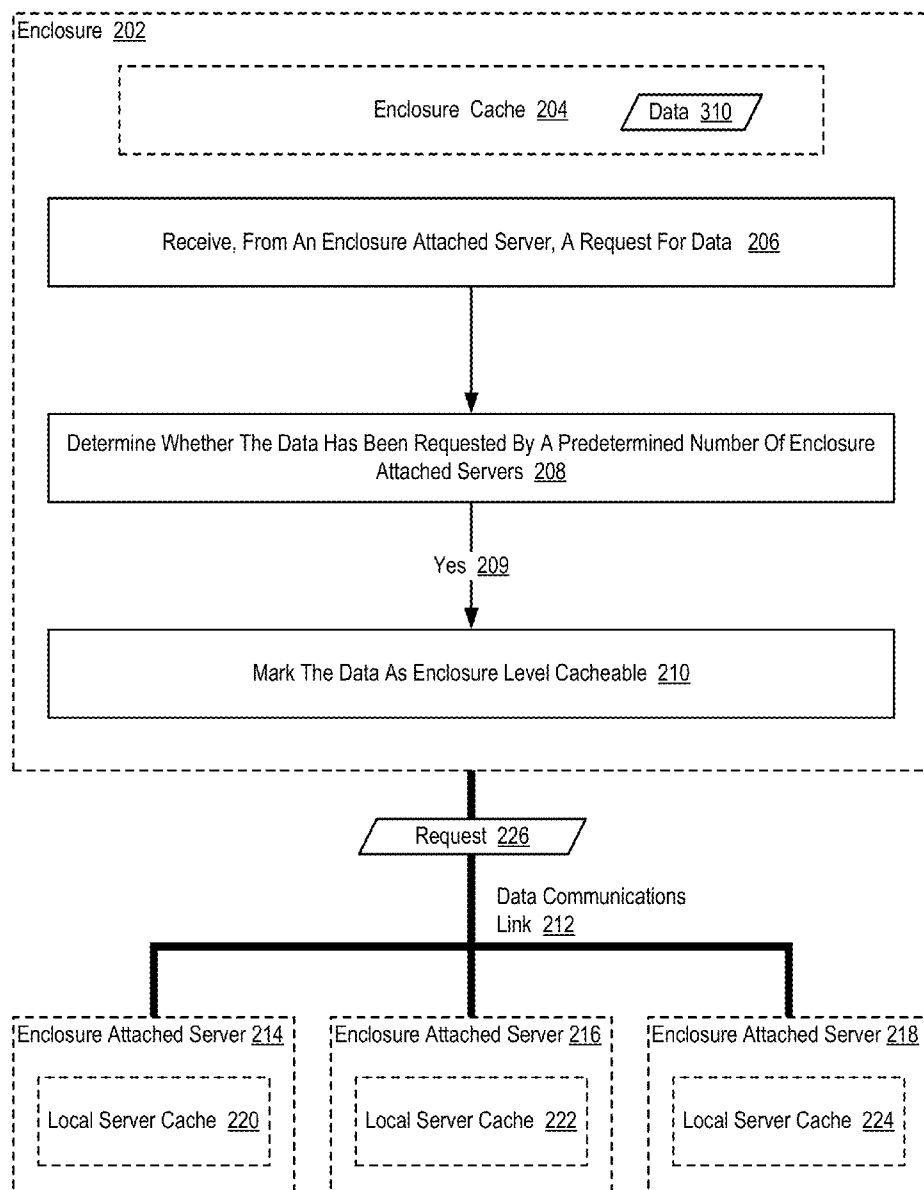 Enclosure 202
Enclosure Cache 204
Data 310
Receive, From An Enclosure Attached Server, A Request For Data 206
Determine Whether The Data Has Been Requested By A Predetermined Number Of Enclosure
Attached Servers 208
Yes 209
Mark The Data As Enclosure Level Cacheable 210
Request 226
Data Communications
Link 212
Enclosure Attached Server 214
Local Server Cache 220
Enclosure Attached Server 216
Local Server Cache 222
Enclosure Attached Server 218
Local Server Cache 224